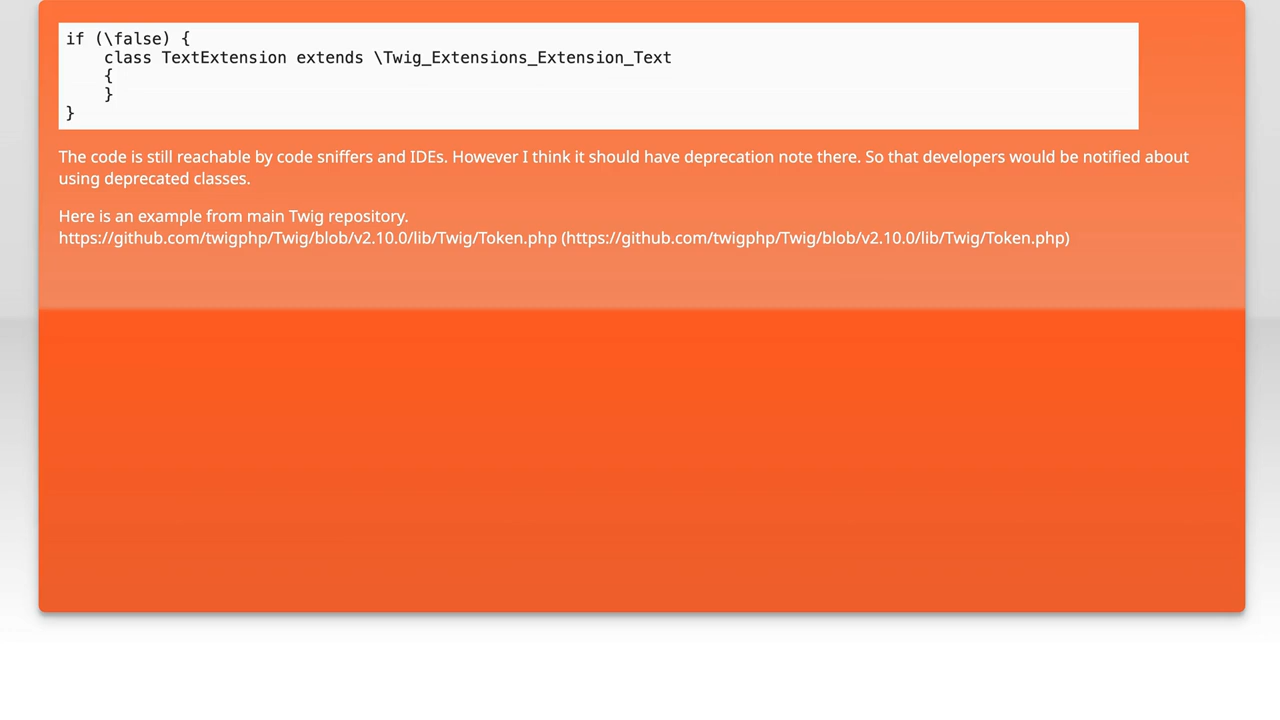 if (\false) {
    class TextExtension extends \Twig_Extensions_Extension_Text
    {
    }
}
The code is still reachable by code sniffers and IDEs. However I think it should have deprecation note there. So that developers would be notified about
using deprecated classes.
Here is an example from main Twig repository.
https://github.com/twigphp/Twig/blob/v2.10.0/lib/Twig/Token.php (https://github.com/twigphp/Twig/blob/v2.10.0/lib/Twig/Token.php)